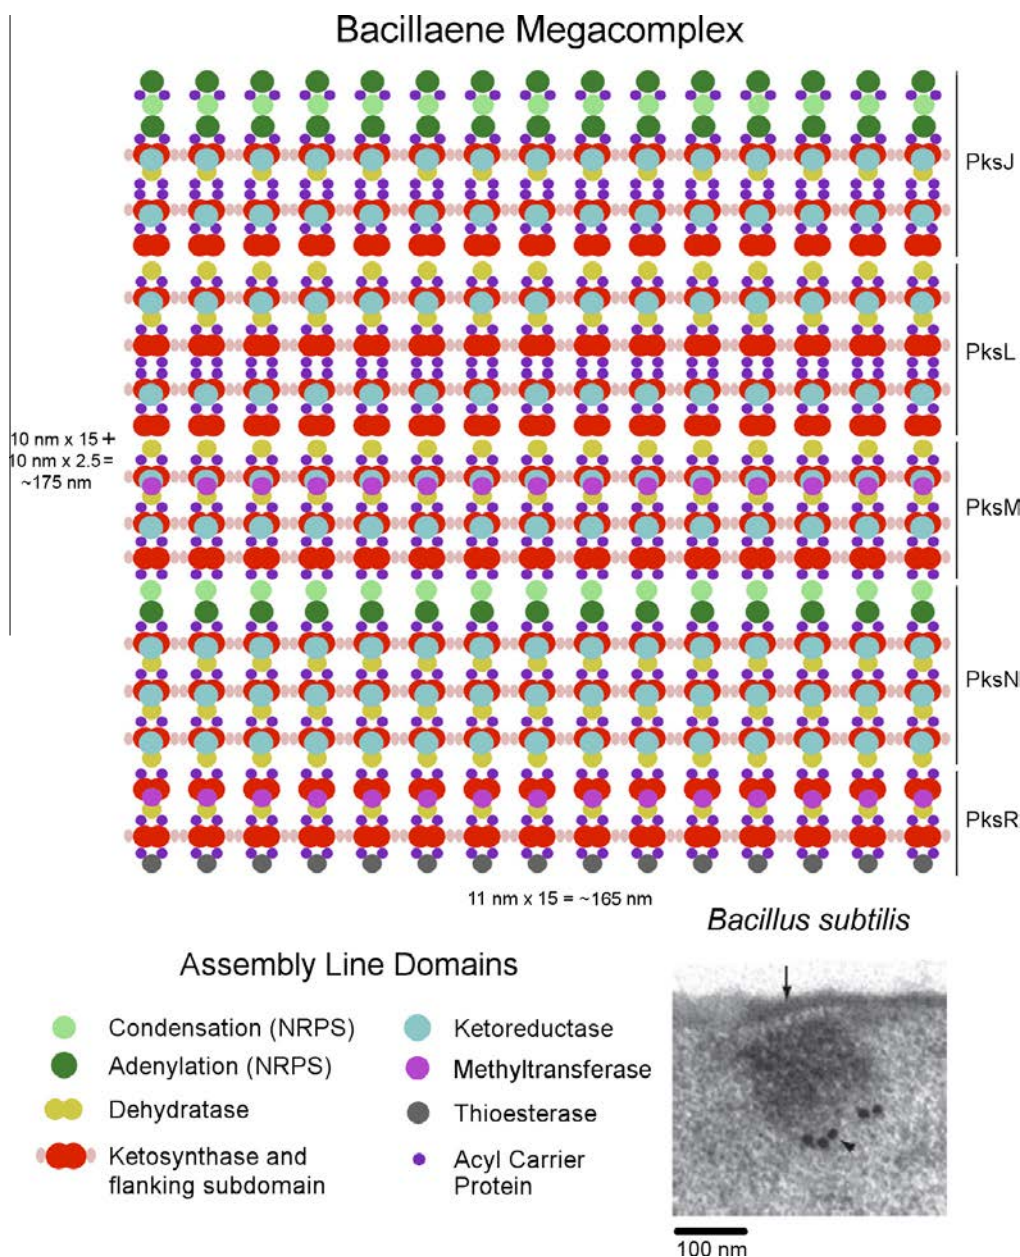 Bacillaene Megacomplex
PksJ
PksL
10 nm x 15 +
10 nm x 2.5 =
~175 nm
PksM
PksN
PksR
11 nm x 15 = ~165 nm
Bacillus subtilis
Assembly Line Domains
Condensation (NRPS)
Adenylation (NRPS)
Dehydratase
Ketosynthase and
flanking subdomain
Ketoreductase
Methyltransferase
Thioesterase
Acyl Carrier
Protein
100 nm